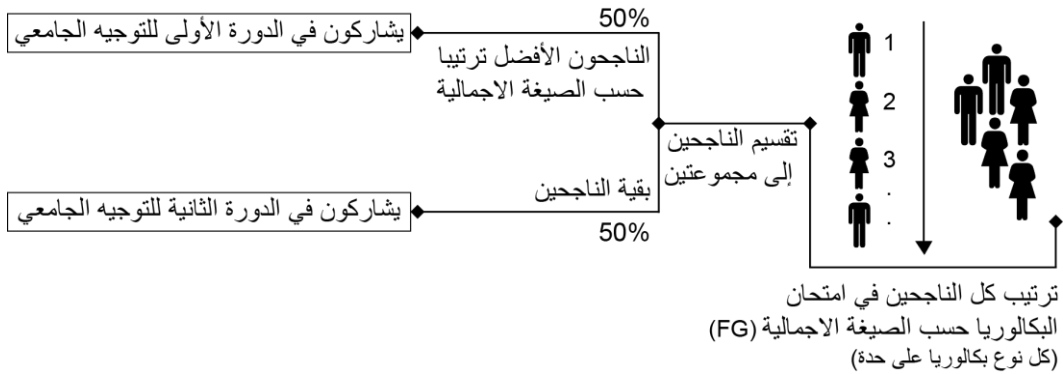 1
2
3
.
.
ترتيب كل الناجحين في امتحان
البكالوريا حسب الصيغة الاجمالية (FG)
(كل نوع بكالوريا على حدة)
تقسيم الناجحين
إلى مجموعتين
50%
الناجحون الأفضل ترتيبا
حسب الصيغة الاجمالية
يشاركون في الدورة الأولى للتوجيه الجامعي
بقية الناجحين
50%
يشاركون في الدورة الثانية للتوجيه الجامعي